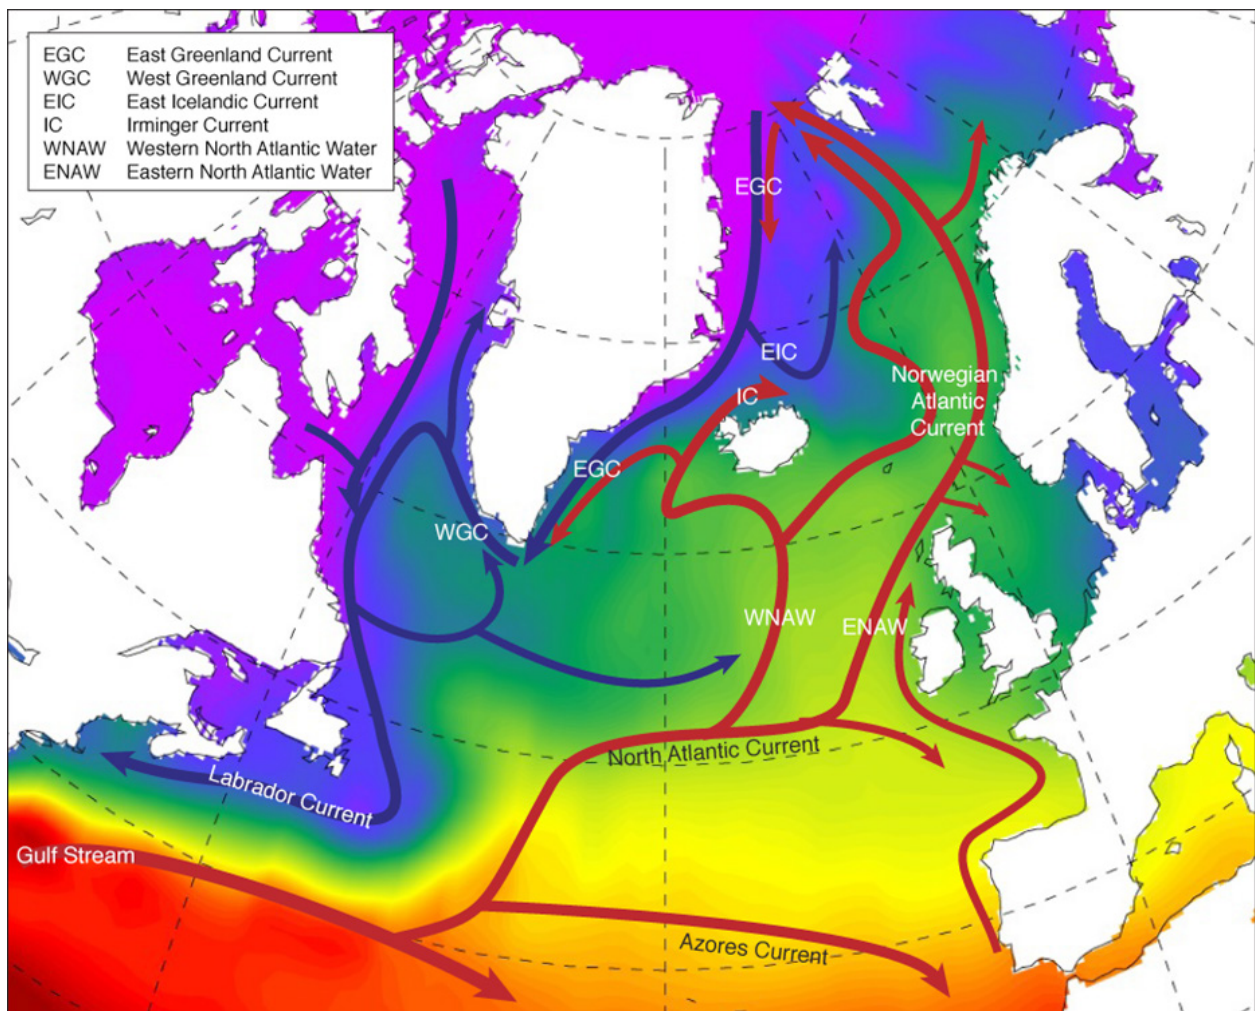 EGC East Greenland Current
WGC West Greenland Current
EIC East Icelandic Current
IC Irminger Current
WNAW Western North Atlantic Water
ENAW Eastern North Atlantic Water
EGC
EIC
IC
Norwegian
Atlantic
Current
EGC
WGC
WNAW
ENAW
North Atlantic Current
Labrador Current
Gulf Stream
Azores Current